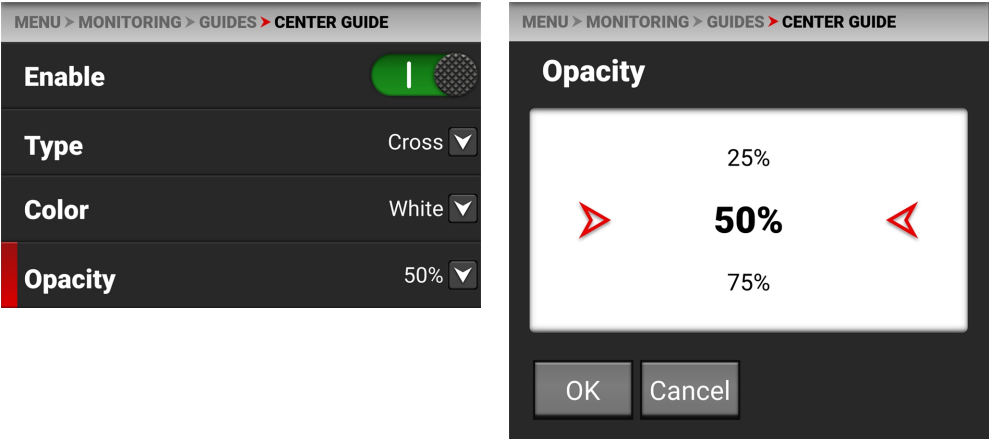 MENU > MONITORING > GUIDES > CENTER GUIDE
Enable
Type Cross
Color White
Opacity 50%
MENU > MONITORING > GUIDES > CENTER GUIDE
Opacity
25%
50%
75%
OK Cancel